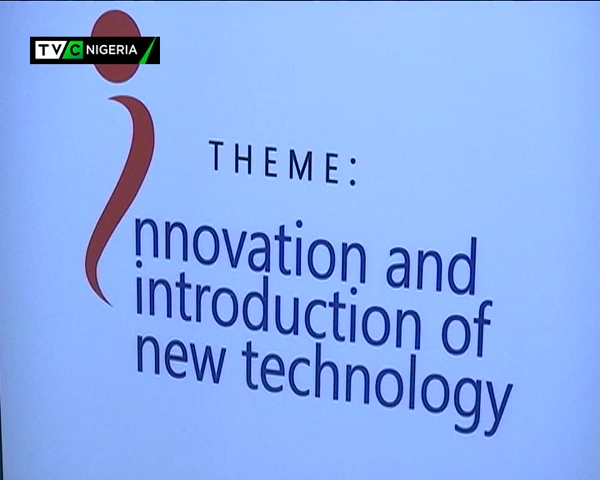 TVC NIGERIA
THEME:
innovation and
introduction of
new technology